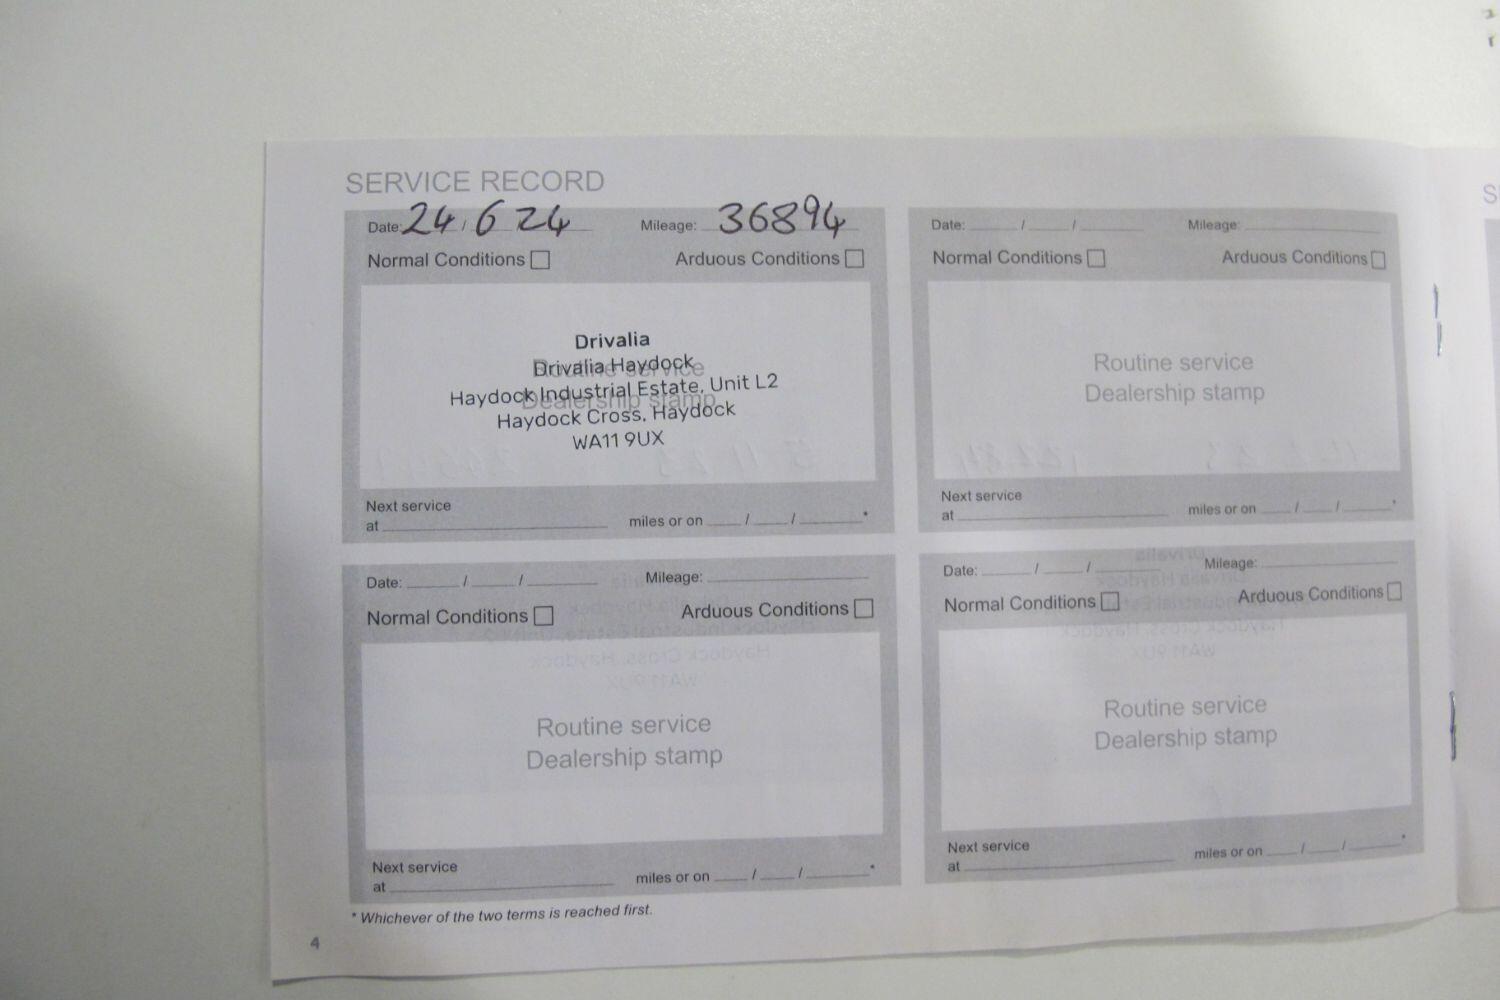 SERVICE RECORD
Date: 24 / 6 24 Mileage: 36894
Normal Conditions Arduous Conditions
Drivalia
Routine service
Drivalia Haydock
Haydock Industrial Estate, Unit L2
Dealership stamp
Haydock Cross, Haydock
WA11 9UX
Next service
at miles or on / / *
Date: / / Mileage:
Normal Conditions Arduous Conditions
Routine service
Dealership stamp
Next service
at miles or on / / *
Date: / / Mileage:
Normal Conditions Arduous Conditions
Routine service
Dealership stamp
Next service
at miles or on / / *
Date: / / Mileage:
Normal Conditions Arduous Conditions
Routine service
Dealership stamp
Next service
at miles or on / / *
* Whichever of the two terms is reached first.
4
S